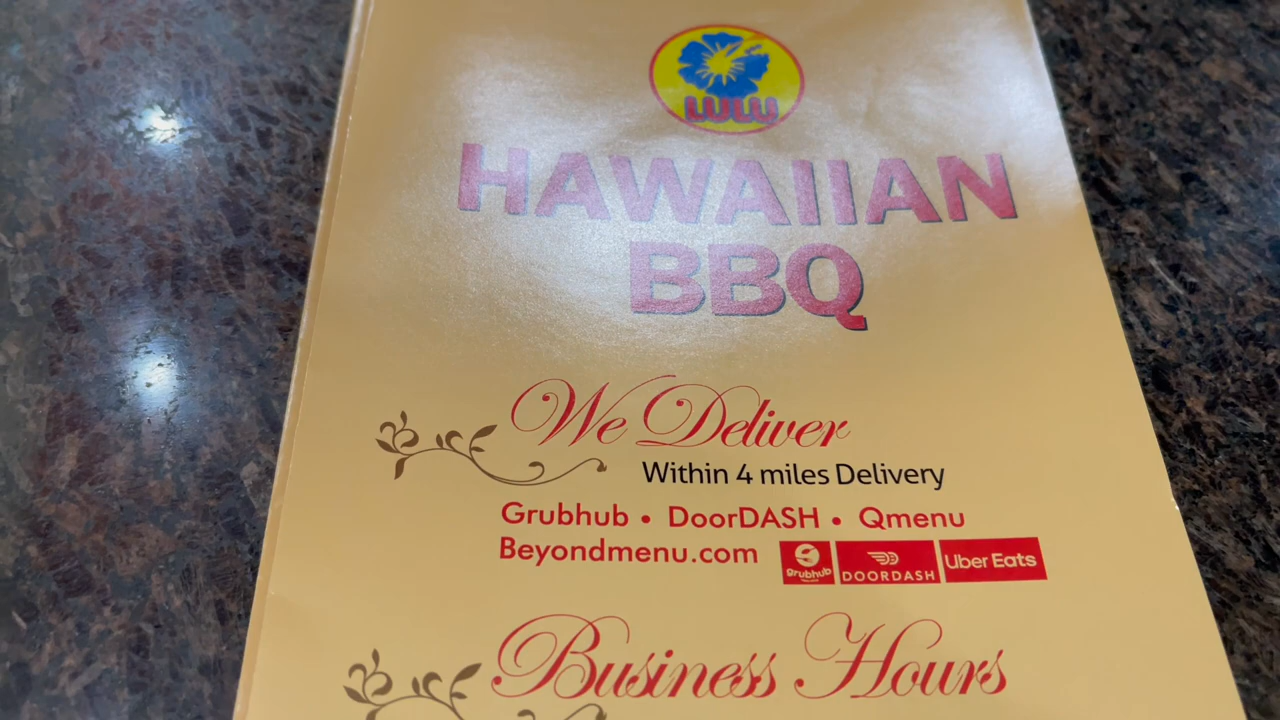 LULU
HAWAIIAN
BBQ
We Deliver
Within 4 miles Delivery
Grubhub • DoorDASH • Qmenu
Beyondmenu.com
grubhub
DOORDASH
Uber Eats
Business Hours